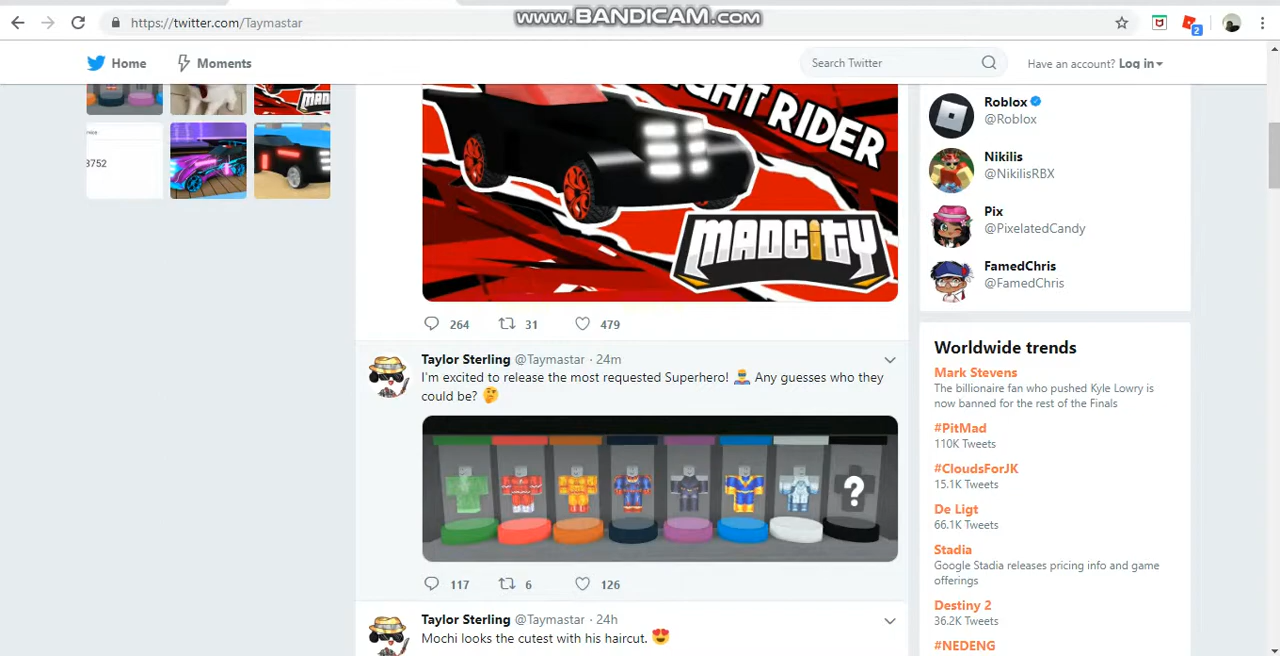 https://twitter.com/Taymastar
www.BANDICAM.com
2
Home
Moments
Search Twitter
Have an account? Log in
3752
GHT RIDER
MADCITY
264
31
479
Taylor Sterling @Taymastar · 24m
I'm excited to release the most requested Superhero! Any guesses who they
could be?
?
117
6
126
Taylor Sterling @Taymastar · 24h
Mochi looks the cutest with his haircut.
Roblox
@Roblox
Nikilis
@NikilisRBX
Pix
@PixelatedCandy
FamedChris
@FamedChris
Worldwide trends
Mark Stevens
The billionaire fan who pushed Kyle Lowry is
now banned for the rest of the Finals
#PitMad
110K Tweets
#CloudsForJK
15.1K Tweets
De Ligt
66.1K Tweets
Stadia
Google Stadia releases pricing info and game
offerings
Destiny 2
36.2K Tweets
#NEDENG